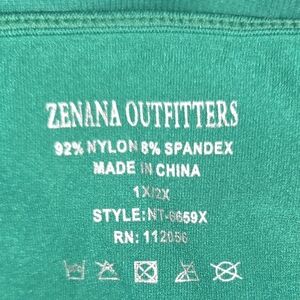 ZENANA OUTFITTERS
92% NYLON 8% SPANDEX
MADE IN CHINA
1X/2X
STYLE: NT-6659X
RN: 112056